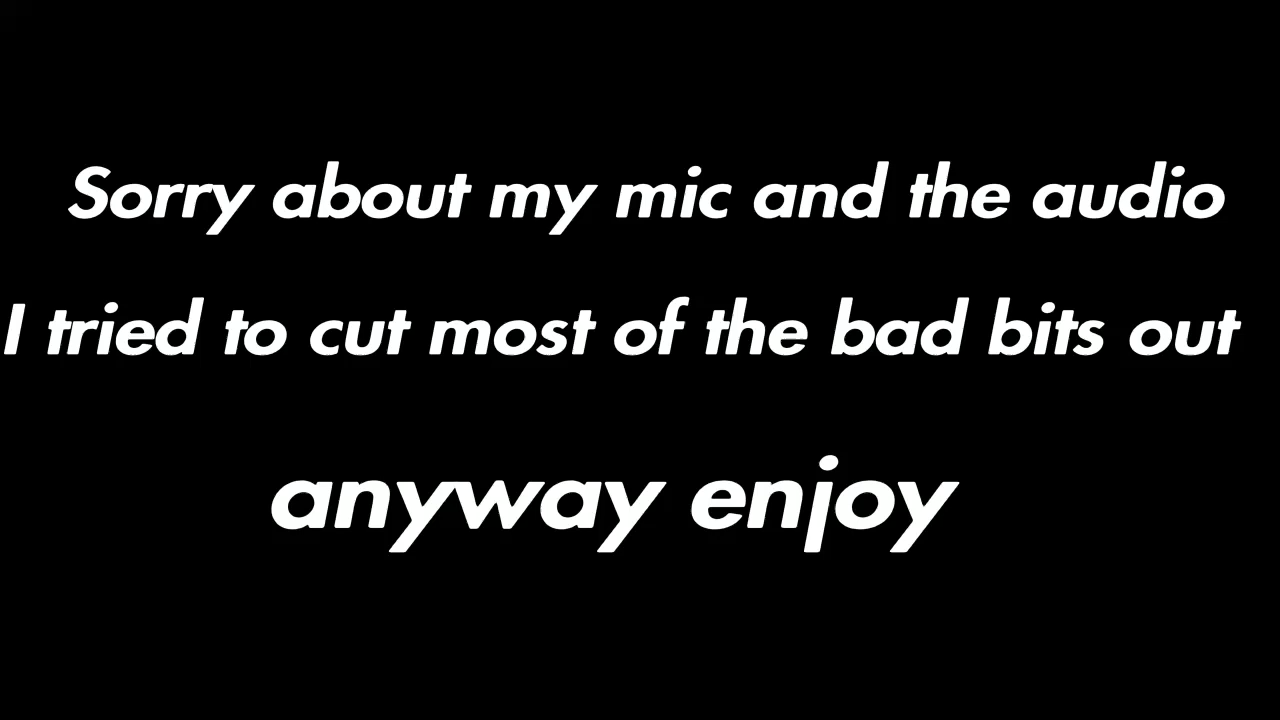 Sorry about my mic and the audio
I tried to cut most of the bad bits out
anyway enjoy